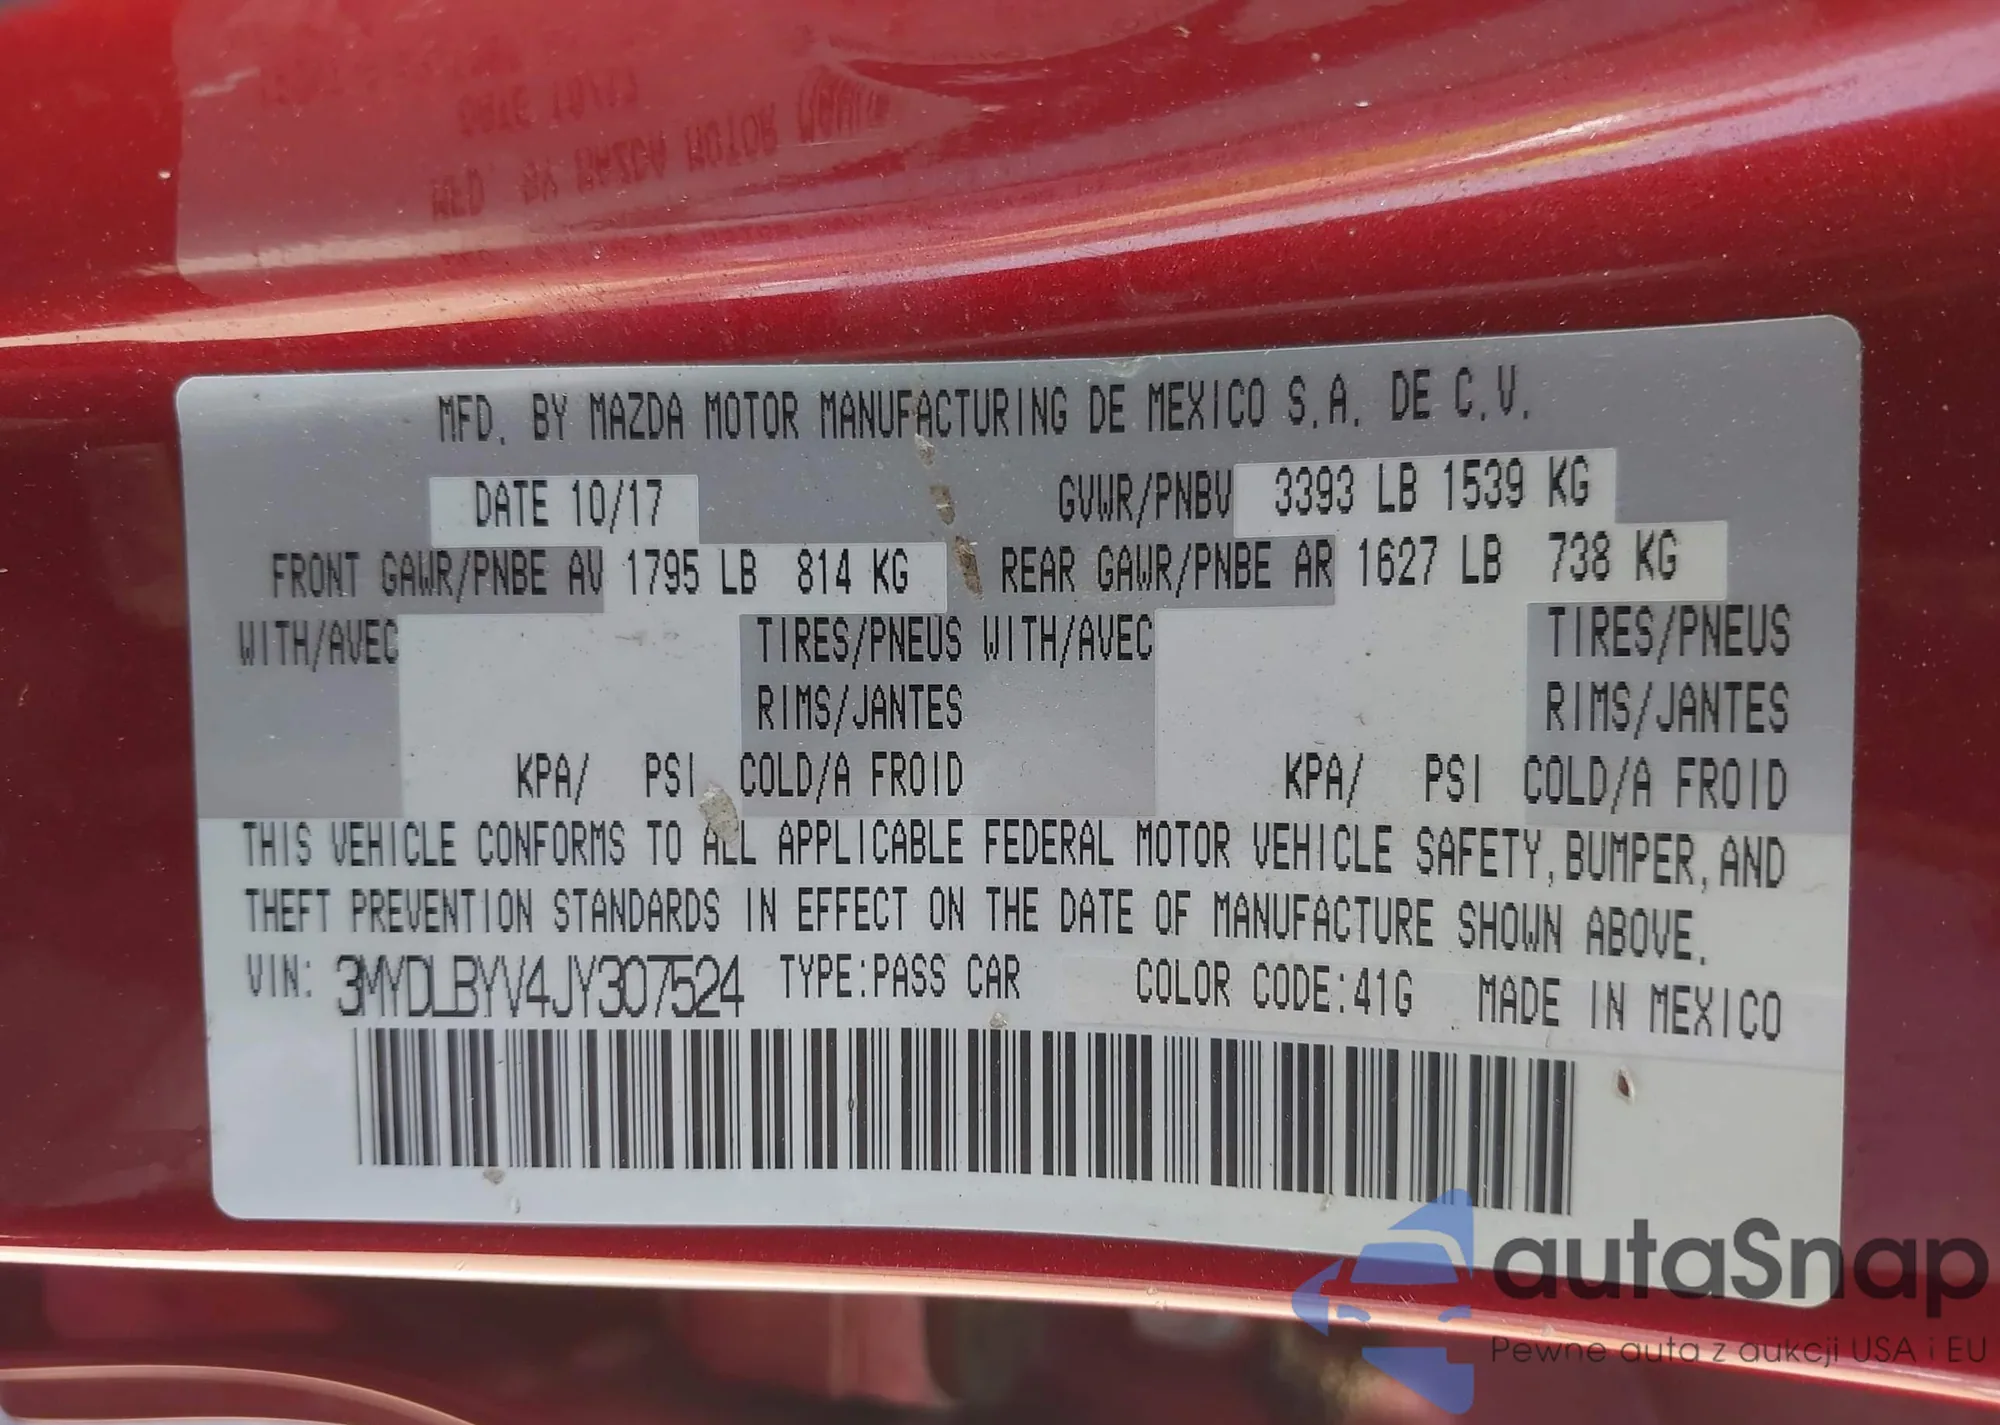 MFD. BY MAZDA MOTOR MANUFACTURING DE MEXICO S.A. DE C.V.
DATE 10/17 GVWR/PNBV 3393 LB 1539 KG
FRONT GAWR/PNBE AV 1795 LB 814 KG REAR GAWR/PNBE AR 1627 LB 738 KG
WITH/AVEC TIRES/PNEUS WITH/AVEC TIRES/PNEUS
RIMS/JANTES RIMS/JANTES
KPA/ PSI COLD/A FROID KPA/ PSI COLD/A FROID
THIS VEHICLE CONFORMS TO ALL APPLICABLE FEDERAL MOTOR VEHICLE SAFETY, BUMPER, AND
THEFT PREVENTION STANDARDS IN EFFECT ON THE DATE OF MANUFACTURE SHOWN ABOVE.
VIN: 3MYDLBYV4JY307524 TYPE:PASS CAR COLOR CODE:41G MADE IN MEXICO
autaSnap
Pewne auta z aukcji USA i EU